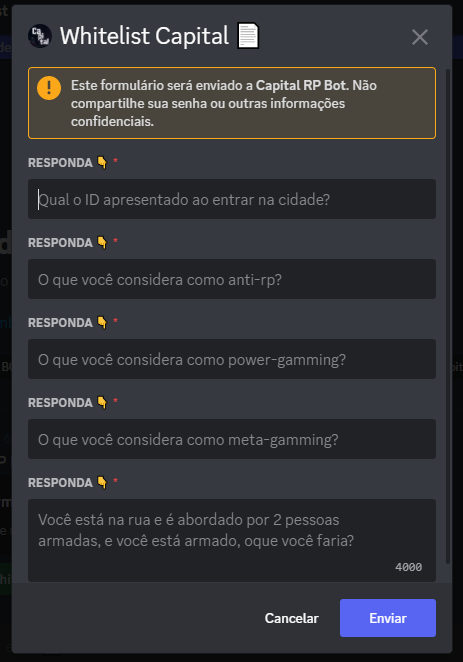 Whitelist Capital
Este formulário será enviado a Capital RP Bot. Não
compartilhe sua senha ou outras informações
confidenciais.
RESPONDA 👇 *
Qual o ID apresentado ao entrar na cidade?
RESPONDA 👇 *
O que você considera como anti-rp?
RESPONDA 👇 *
O que você considera como power-gamming?
RESPONDA 👇 *
O que você considera como meta-gamming?
RESPONDA 👇 *
Você está na rua e é abordado por 2 pessoas
armadas, e você está armado, oque você faria?
4000
Cancelar
Enviar